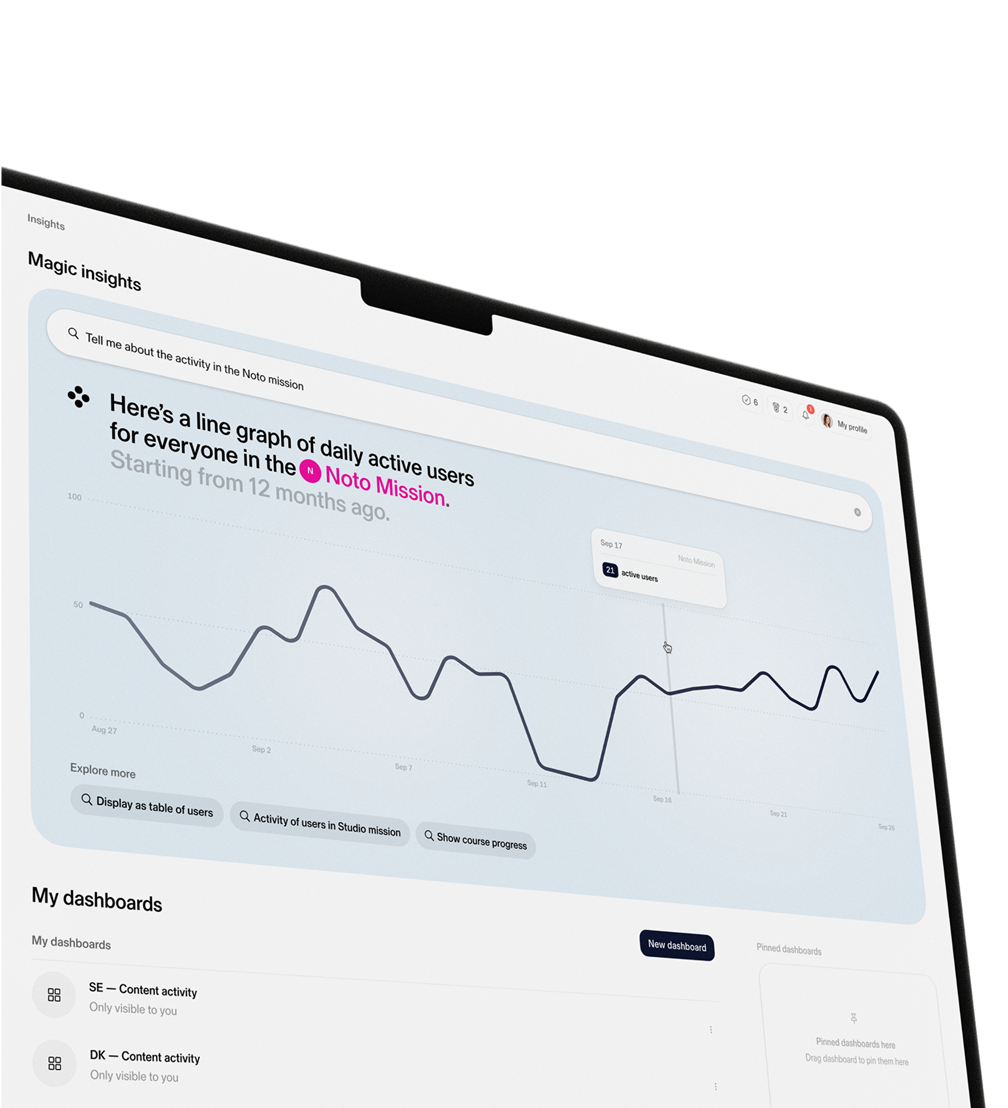 Insights
Magic insights
Tell me about the activity in the Noto mission
6
2
My profile
Here's a line graph of daily active users
for everyone in the N Noto Mission.
Starting from 12 months ago.
100
50
0
Sep 17
Noto Mission
21 active users
Aug 27
Sep 2
Sep 7
Sep 11
Sep 16
Sep 21
Sep 26
Explore more
Display as table of users
Activity of users in Studio mission
Show course progress
My dashboards
New dashboard
My dashboards
SE — Content activity
Only visible to you
DK — Content activity
Only visible to you
Pinned dashboards
Pinned dashboards here
Drag dashboard to pin them here